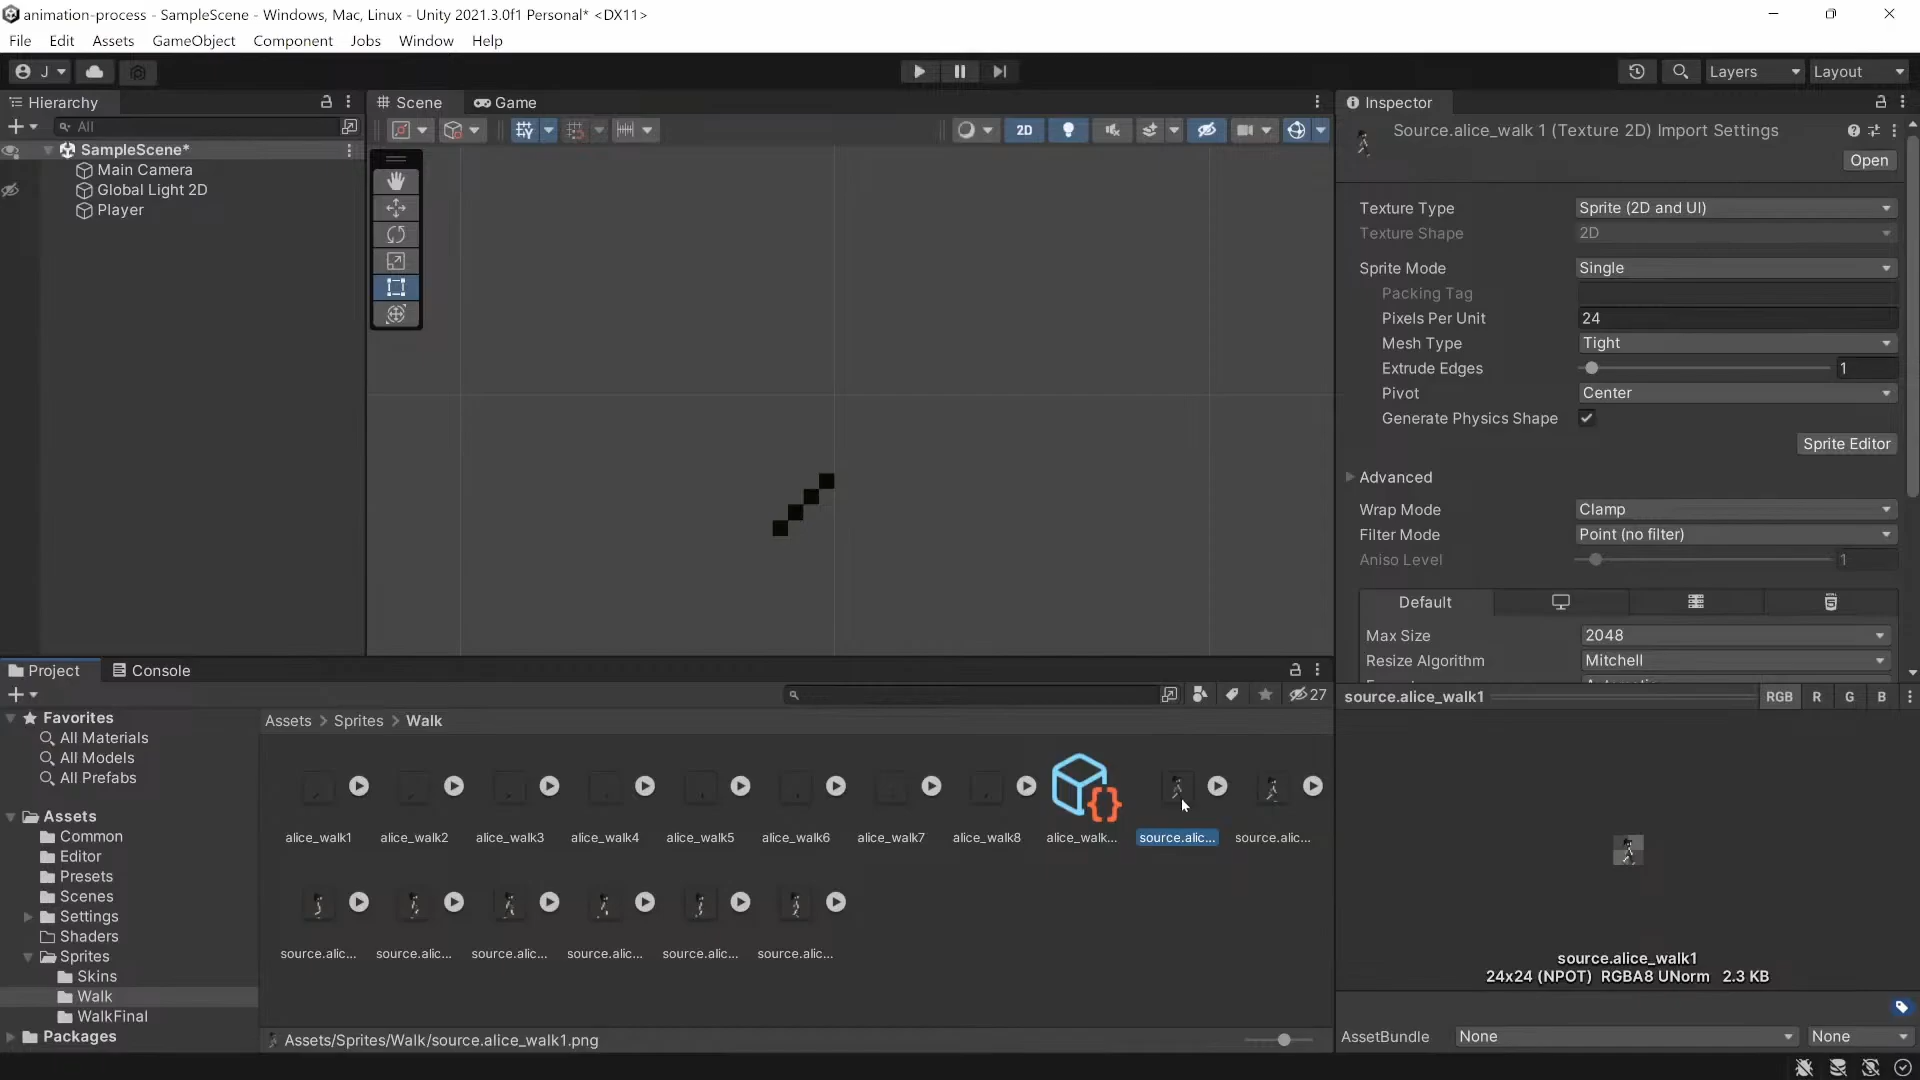 animation-process - SampleScene - Windows, Mac, Linux - Unity 2021.3.0f1 Personal* <DX11>
File Edit Assets GameObject Component Jobs Window Help
J Layers Layout
Hierarchy
All
SampleScene*
Main Camera
Global Light 2D
Player
Scene Game
2D
Inspector
Source.alice_walk 1 (Texture 2D) Import Settings
Open
Texture Type Sprite (2D and UI)
Texture Shape 2D
Sprite Mode Single
Packing Tag
Pixels Per Unit 24
Mesh Type Tight
Extrude Edges 1
Pivot Center
Generate Physics Shape
Sprite Editor
Advanced
Wrap Mode Clamp
Filter Mode Point (no filter)
Aniso Level 1
Default
Max Size 2048
Resize Algorithm Mitchell
Project Console
27
Favorites
All Materials
All Models
All Prefabs
Assets
Common
Editor
Presets
Scenes
Settings
Shaders
Sprites
Skins
Walk
WalkFinal
Packages
Assets > Sprites > Walk
alice_walk1 alice_walk2 alice_walk3 alice_walk4 alice_walk5 alice_walk6 alice_walk7 alice_walk8 alice_walk... source.alic... source.alic...
source.alic... source.alic... source.alic... source.alic... source.alic... source.alic...
Assets/Sprites/Walk/source.alice_walk1.png
source.alice_walk1 RGB R G B
source.alice_walk1
24x24 (NPOT) RGBA8 UNorm 2.3 KB
AssetBundle None None